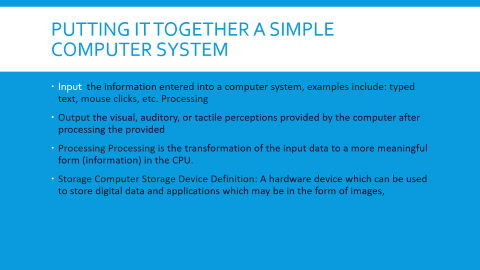 PUTTING IT TOGETHER A SIMPLE
COMPUTER SYSTEM
Input the information entered into a computer system, examples include: typed
text, mouse clicks, etc. Processing
Output the visual, auditory, or tactile perceptions provided by the computer after
processing the provided
Processing Processing is the transformation of the input data to a more meaningful
form (information) in the CPU.
Storage Computer Storage Device Definition: A hardware device which can be used
to store digital data and applications which may be in the form of images,